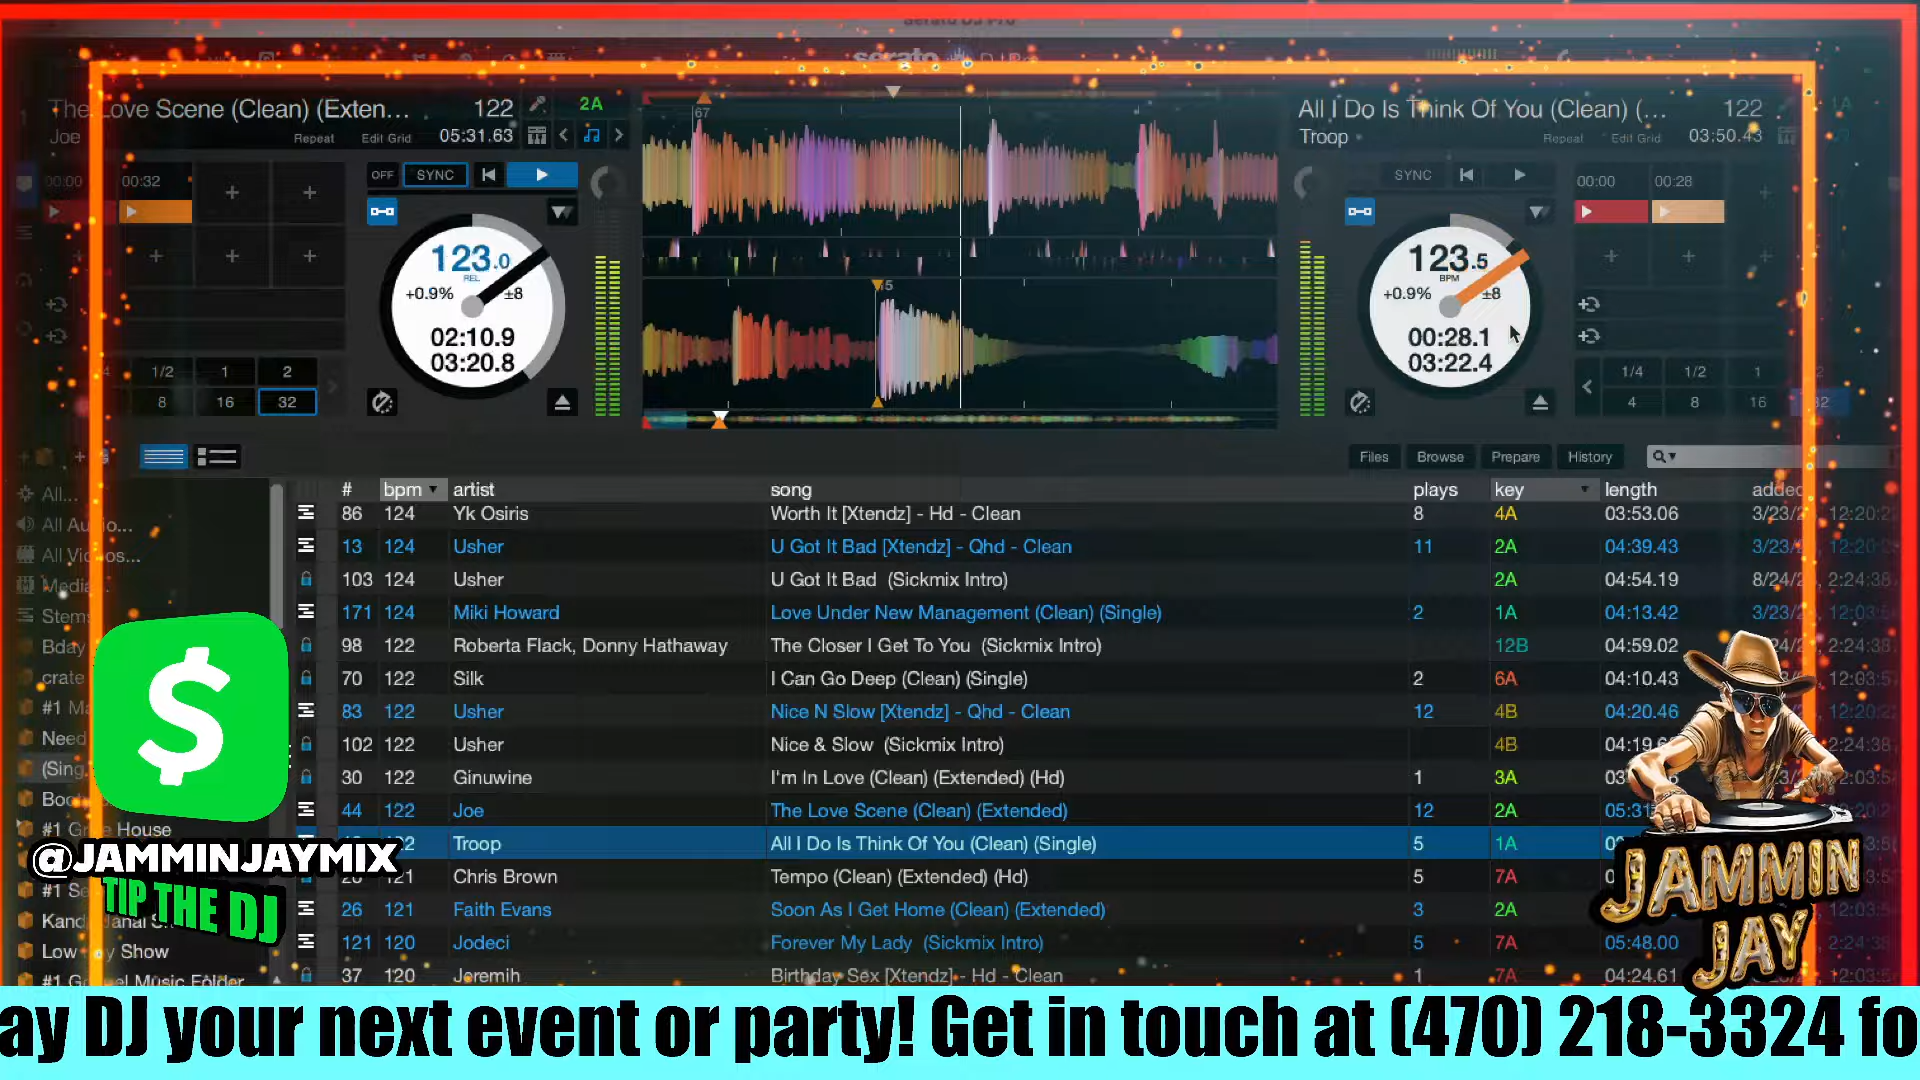 The Love Scene (Clean) (Exten... 122 2A
Joe Repeat Edit Grid 05:31.63
00:00 00:32
OFF SYNC
123.0
REL
+0.9% ±8
02:10.9
03:20.8
1/2 1 2
8 16 32
67
All I Do Is Think Of You (Clean) (... 122 1A
Troop Repeat Edit Grid 03:50.43
SYNC
00:00 00:28
123.5
BPM
+0.9% ±8
00:28.1
03:22.4
1/4 1/2 1
4 8 16 32
Files Browse Prepare History
# bpm artist song plays key length added
86 124 Yk Osiris Worth It [Xtendz] - Hd - Clean 8 4A 03:53.06
13 124 Usher U Got It Bad [Xtendz] - Qhd - Clean 11 2A 04:39.43
103 124 Usher U Got It Bad (Sickmix Intro) 2A 04:54.19
171 124 Miki Howard Love Under New Management (Clean) (Single) 2 1A 04:13.42
98 122 Roberta Flack, Donny Hathaway The Closer I Get To You (Sickmix Intro) 12B 04:59.02
70 122 Silk I Can Go Deep (Clean) (Single) 2 6A 04:10.43
83 122 Usher Nice N Slow [Xtendz] - Qhd - Clean 12 4B 04:20.46
102 122 Usher Nice & Slow (Sickmix Intro) 4B
30 122 Ginuwine I'm In Love (Clean) (Extended) (Hd) 1 3A
44 122 Joe The Love Scene (Clean) (Extended) 12 2A
Troop All I Do Is Think Of You (Clean) (Single) 5 1A
Chris Brown Tempo (Clean) (Extended) (Hd) 5 7A
26 121 Faith Evans Soon As I Get Home (Clean) (Extended) 3 2A
121 120 Jodeci Forever My Lady (Sickmix Intro) 5 7A 05:48.00
37 120 Jeremih Birthday Sex [Xtendz] - Hd - Clean 1 7A 04:24.61
All...
All Audio...
All Videos...
Stems
Bday
crate
Need
House
Show
#1 Gospel Music Folder
$
@JAMMINJAYMIX
TIP THE DJ
JAMMIN
JAY
ay DJ your next event or party! Get in touch at (470) 218-3324 fo